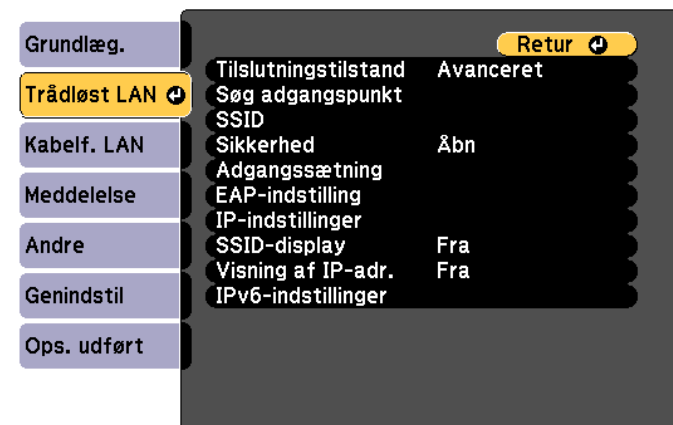 Grundlæg.
Trådløst LAN
Kabelf. LAN
Meddelelse
Andre
Genindstil
Ops. udført
Retur
Tilslutningstilstand Avanceret
Søg adgangspunkt
SSID
Sikkerhed Åbn
Adgangssætning
EAP-indstilling
IP-indstillinger
SSID-display Fra
Visning af IP-adr. Fra
IPv6-indstillinger